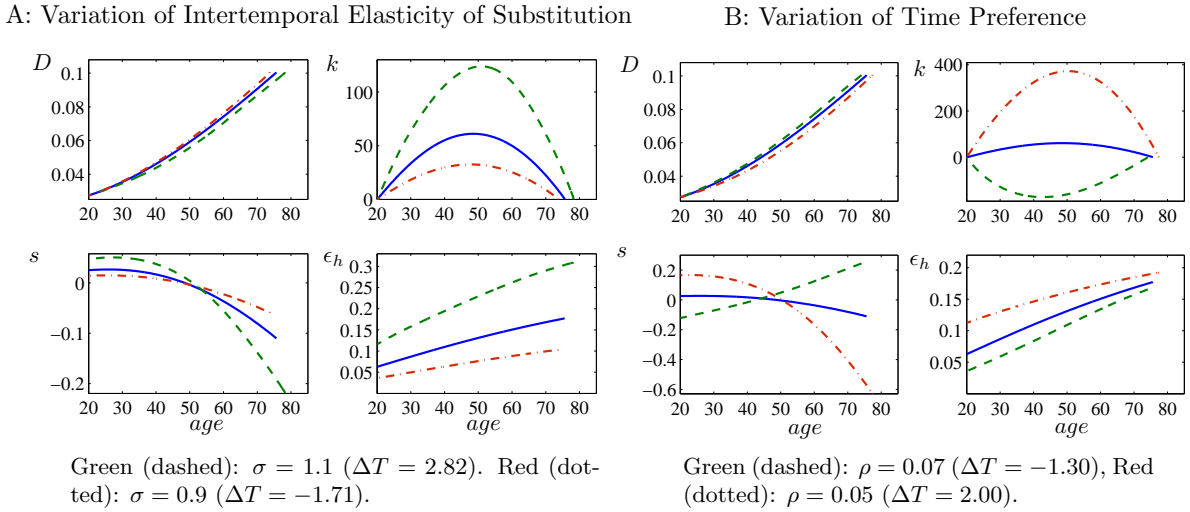 A: Variation of Intertemporal Elasticity of Substitution
D
0.1
0.08
0.06
0.04
20 30 40 50 60 70 80
k
100
50
0
20 30 40 50 60 70 80
s
0
−0.1
−0.2
20 30 40 50 60 70 80
age
ϵh
0.3
0.25
0.2
0.15
0.1
0.05
20 30 40 50 60 70 80
age
Green (dashed): σ = 1.1 (ΔT = 2.82). Red (dot-
ted): σ = 0.9 (ΔT = −1.71).
B: Variation of Time Preference
D
0.1
0.08
0.06
0.04
20 30 40 50 60 70 80
k
400
200
0
20 30 40 50 60 70 80
s
0.2
0
−0.2
−0.4
−0.6
20 30 40 50 60 70 80
age
ϵh
0.2
0.15
0.1
0.05
20 30 40 50 60 70 80
age
Green (dashed): ρ = 0.07 (ΔT = −1.30), Red
(dotted): ρ = 0.05 (ΔT = 2.00).